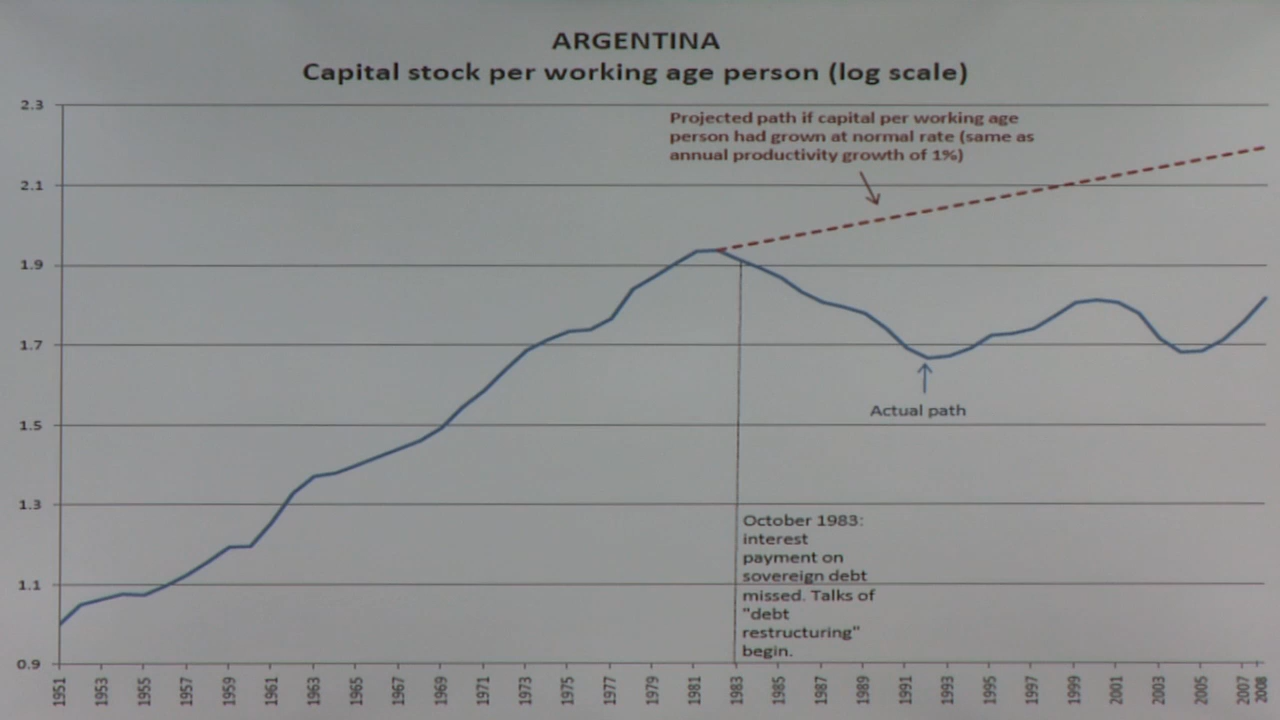 ARGENTINA
Capital stock per working age person (log scale)
2.3
2.1
1.9
1.7
1.5
1.3
1.1
0.9
Projected path if capital per working age
person had grown at normal rate (same as
annual productivity growth of 1%)
Actual path
October 1983:
interest
payment on
sovereign debt
missed. Talks of
"debt
restructuring"
begin.
1951
1953
1955
1957
1959
1961
1963
1965
1967
1969
1971
1973
1975
1977
1979
1981
1983
1985
1987
1989
1991
1993
1995
1997
1999
2001
2003
2005
2007
2008